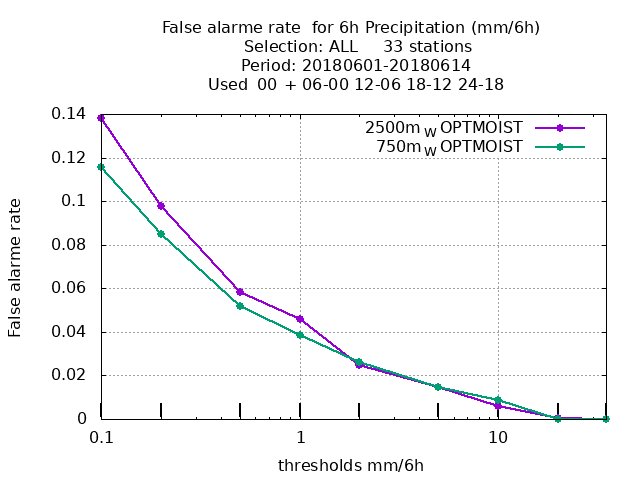 False alarme rate  for 6h Precipitation (mm/6h)
Selection: ALL     33 stations
Period: 20180601-20180614
Used  00  + 06-00 12-06 18-12 24-18
2500m W OPTMOIST
750m W OPTMOIST
0.14
0.12
0.1
0.08
0.06
0.04
0.02
0
False alarme rate
0.1 1 10
thresholds mm/6h